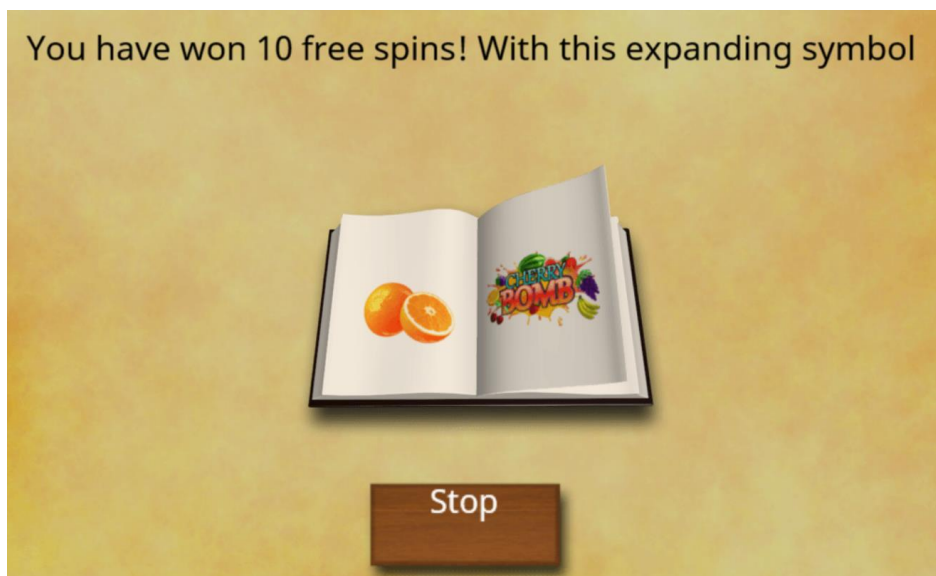 You have won 10 free spins! With this expanding symbol
CHERRY
BOMB
Stop